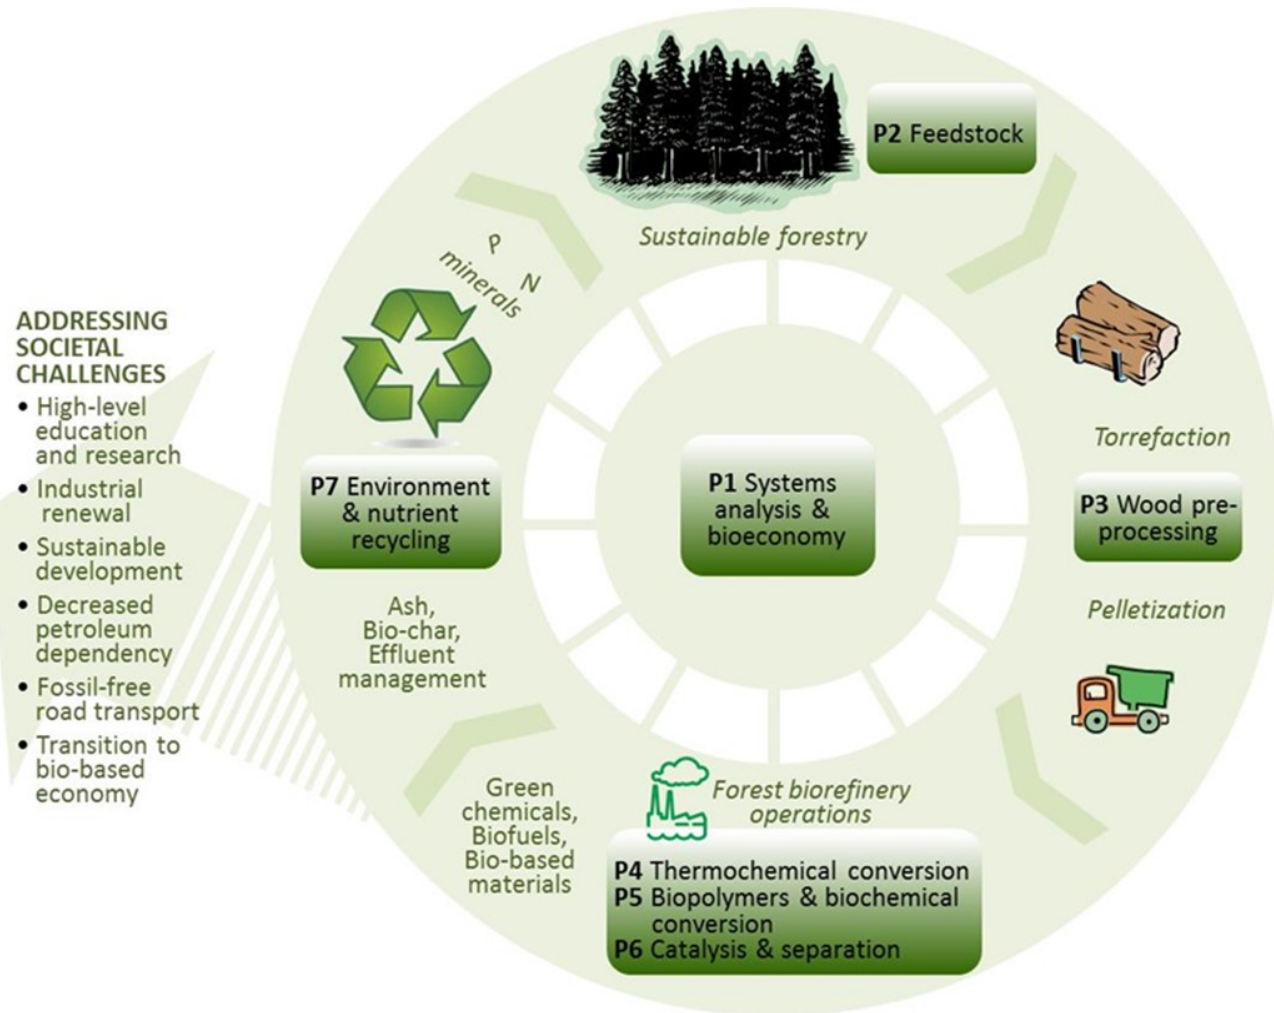 P2 Feedstock
Sustainable forestry
P
N
minerals
Torrefaction
P3 Wood pre-
processing
Pelletization
P1 Systems
analysis &
bioeconomy
P7 Environment
& nutrient
recycling
Ash,
Bio-char,
Effluent
management
Green
chemicals,
Biofuels,
Bio-based
materials
Forest biorefinery
operations
P4 Thermochemical conversion
P5 Biopolymers & biochemical
conversion
P6 Catalysis & separation
ADDRESSING
SOCIETAL
CHALLENGES
• High-level
education
and research
• Industrial
renewal
• Sustainable
development
• Decreased
petroleum
dependency
• Fossil-free
road transport
• Transition to
bio-based
economy